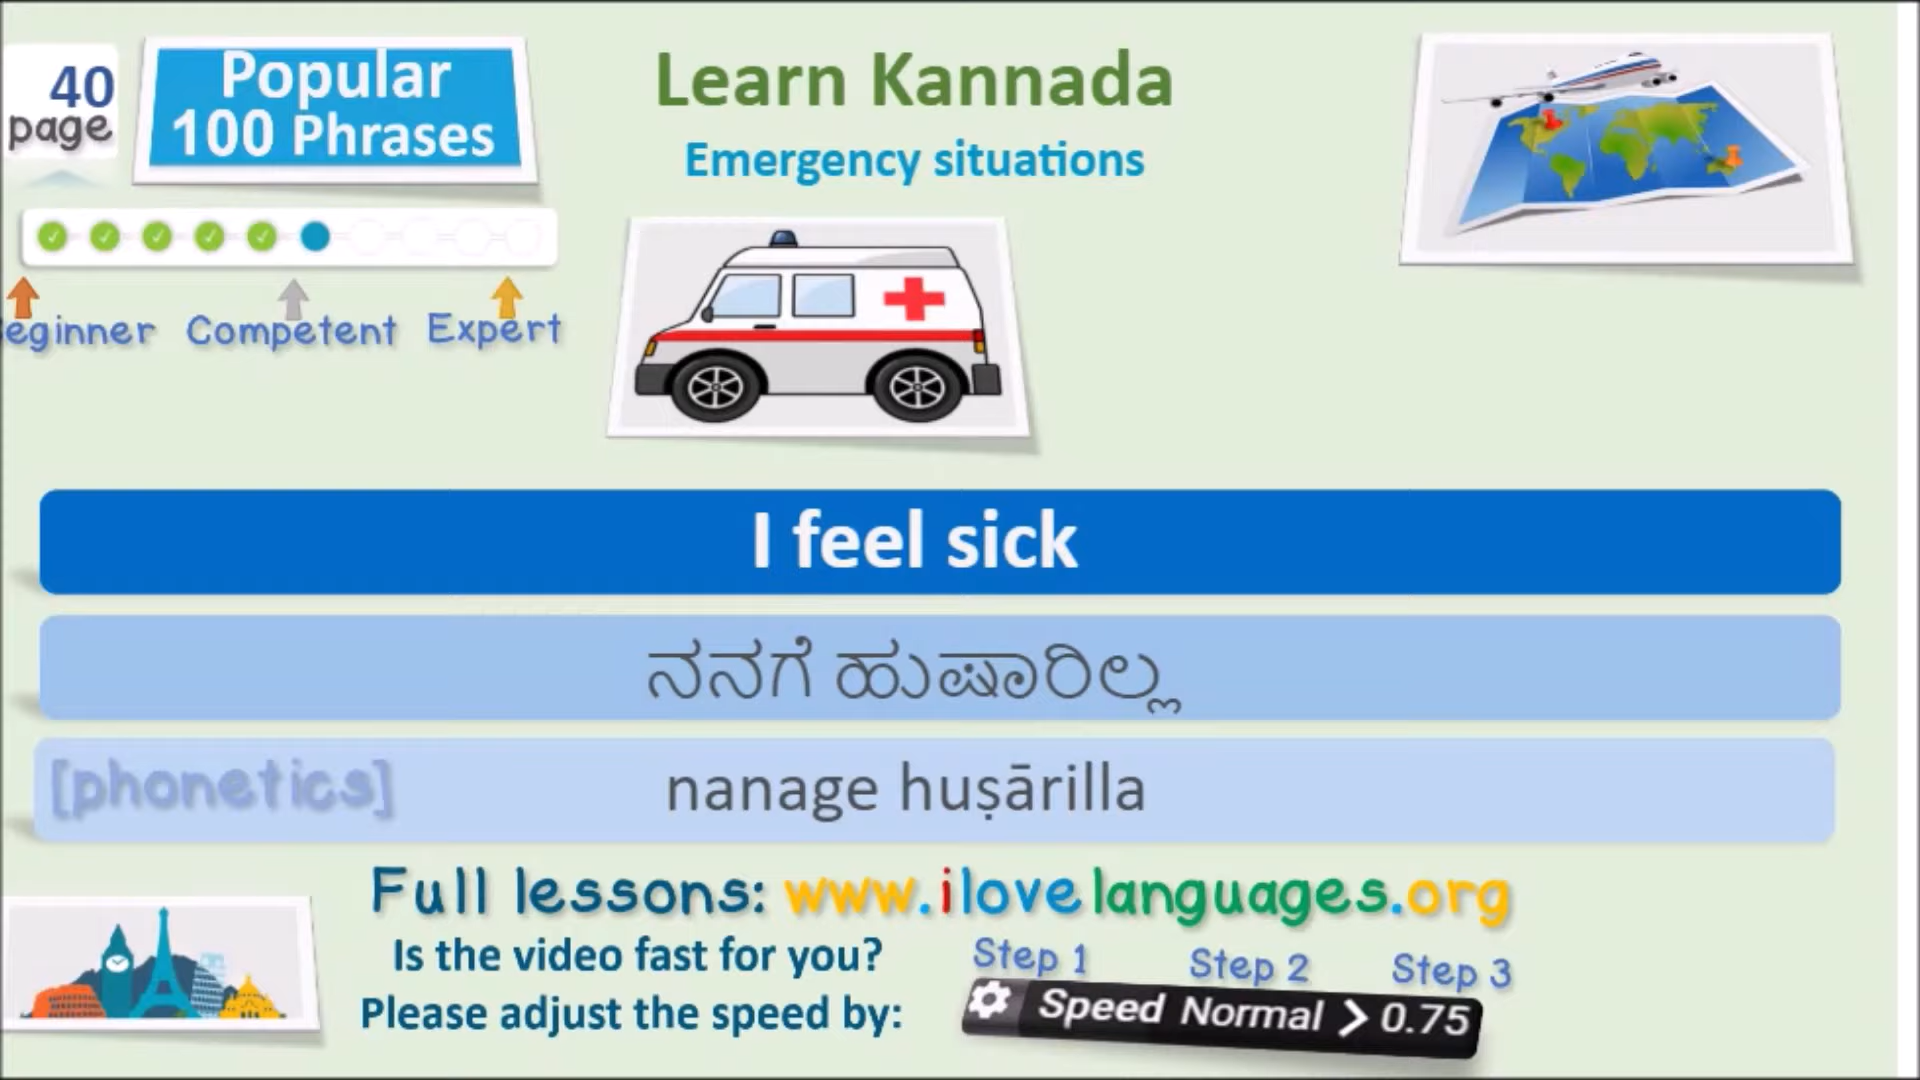 40
page
Popular
100 Phrases
Learn Kannada
Emergency situations
eginner Competent Expert
I feel sick
ನನಗೆ ಹುಷಾರಿಲ್ಲ
[phonetics] nanage huṣārilla
Full lessons: www.ilovelanguages.org
Is the video fast for you?
Please adjust the speed by:
Step 1 Step 2 Step 3
Speed Normal > 0.75